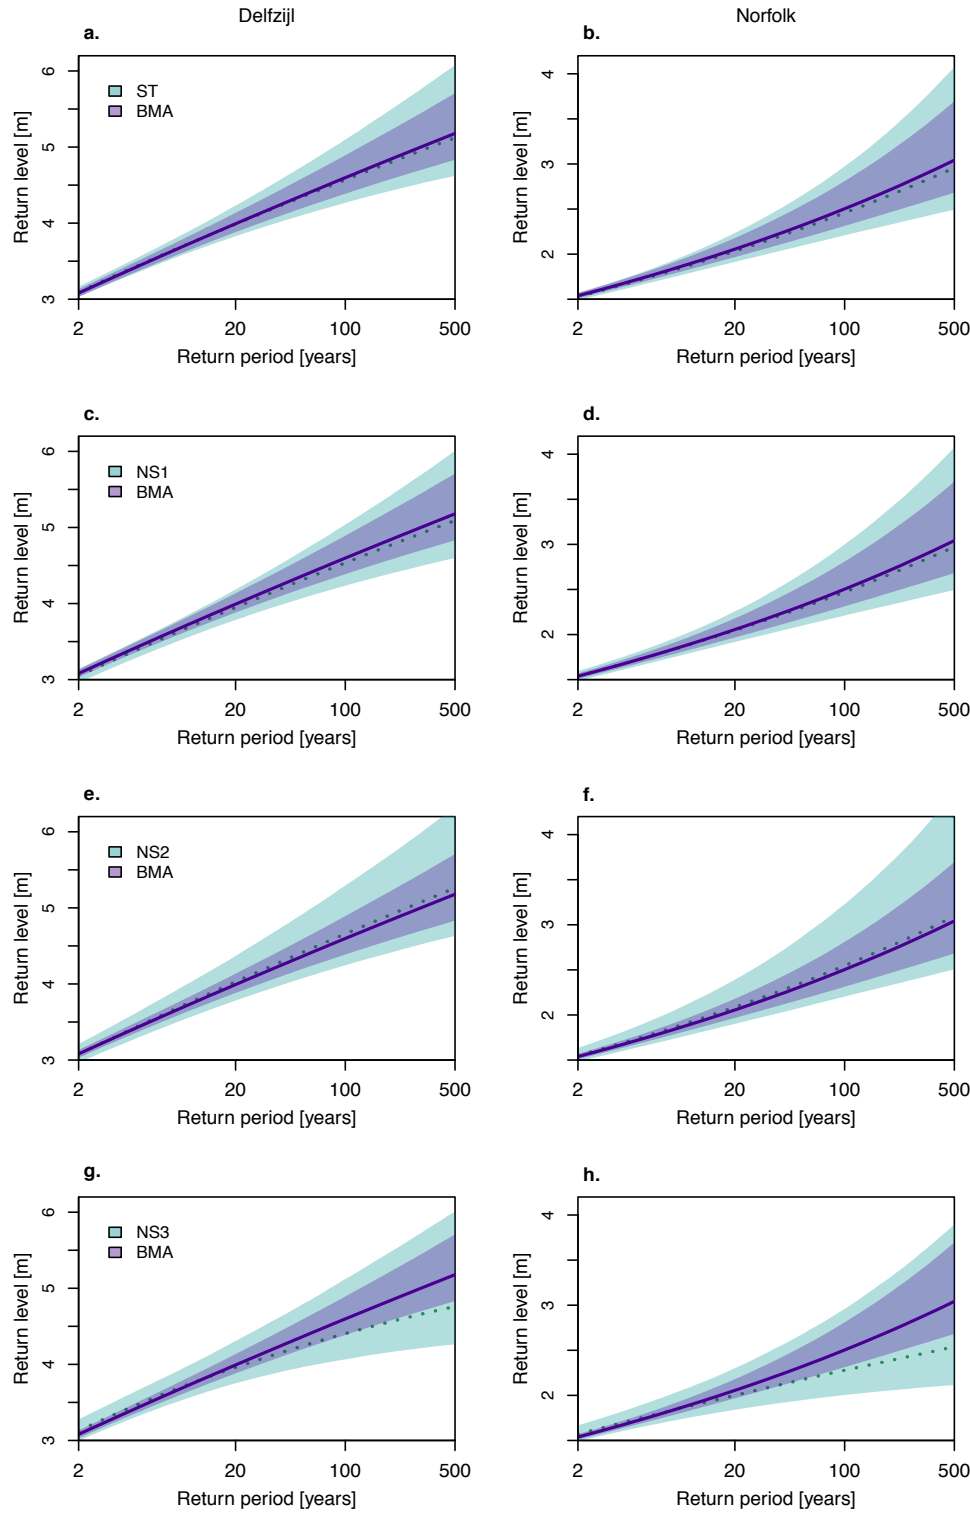 Delfzijl
Norfolk
a.
b.
Return level [m]
6
5
4
3
ST
BMA
2
20
100
500
Return period [years]
Return level [m]
4
3
2
2
20
100
500
Return period [years]
c.
d.
Return level [m]
6
5
4
3
NS1
BMA
2
20
100
500
Return period [years]
Return level [m]
4
3
2
2
20
100
500
Return period [years]
e.
f.
Return level [m]
6
5
4
3
NS2
BMA
2
20
100
500
Return period [years]
Return level [m]
4
3
2
2
20
100
500
Return period [years]
g.
h.
Return level [m]
6
5
4
3
NS3
BMA
2
20
100
500
Return period [years]
Return level [m]
4
3
2
2
20
100
500
Return period [years]